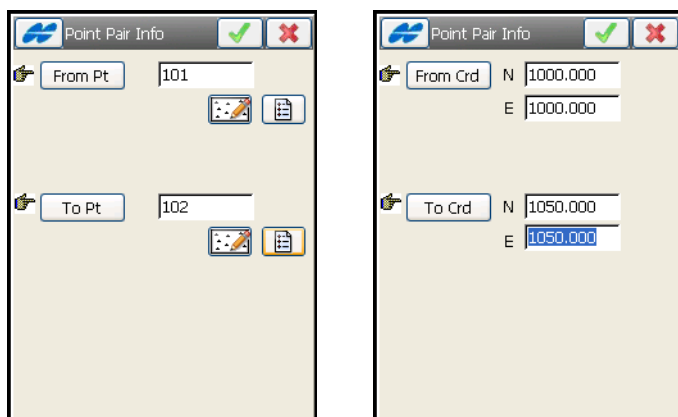 Point Pair Info
From Pt 101
To Pt 102
Point Pair Info
From Crd N 1000.000
E 1000.000
To Crd N 1050.000
E 1050.000